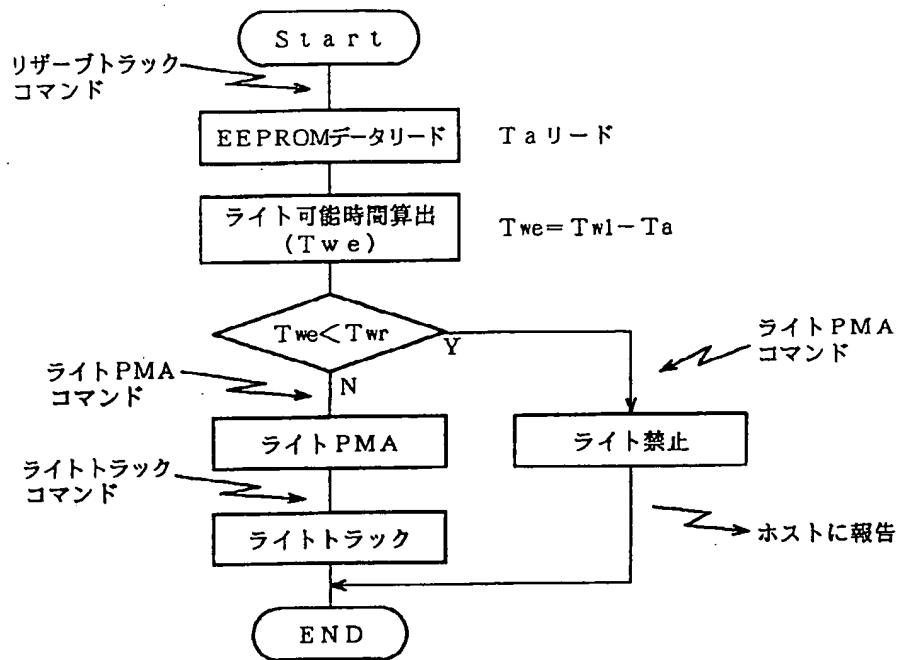 Start
リザーブトラック
コマンド
EEPROMデータリード
Taリード
ライト可能時間算出
(Twe)
Twe=Twl-Ta
Twe<Twr
Y
N
ライトPMA
コマンド
ライトPMA
コマンド
ライトPMA
ライト禁止
ライトトラック
コマンド
ライトトラック
ホストに報告
END